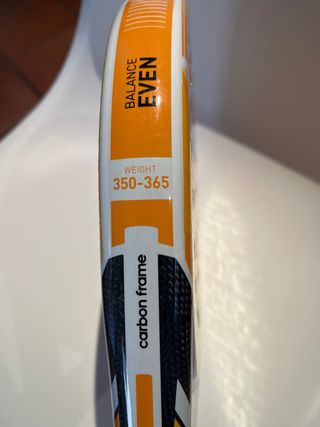 BALANCE
EVEN
WEIGHT
350-365
carbon frame